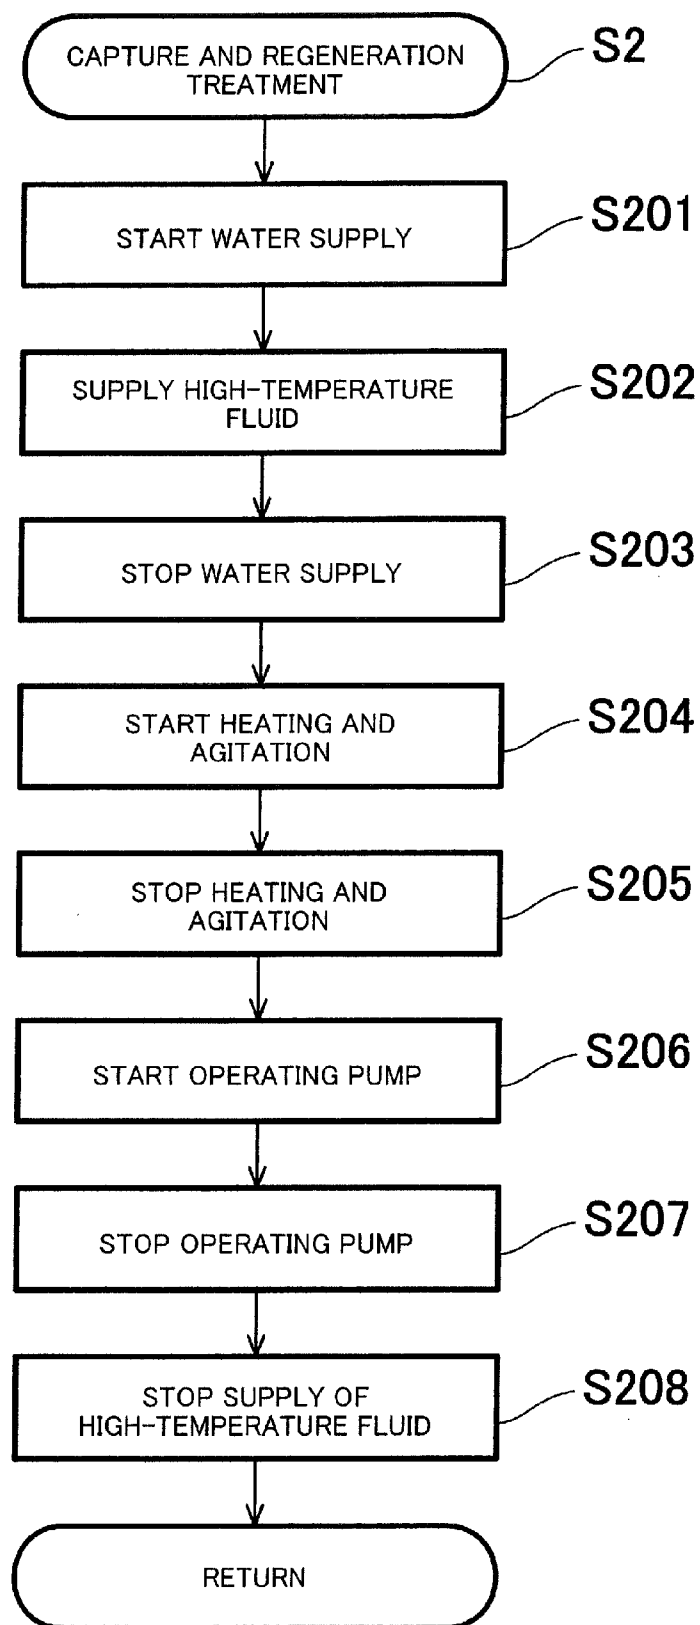 CAPTURE AND REGENERATION
TREATMENT
S2
START WATER SUPPLY
S201
SUPPLY HIGH-TEMPERATURE
FLUID
S202
STOP WATER SUPPLY
S203
START HEATING AND
AGITATION
S204
STOP HEATING AND
AGITATION
S205
START OPERATING PUMP
S206
STOP OPERATING PUMP
S207
STOP SUPPLY OF
HIGH-TEMPERATURE FLUID
S208
RETURN